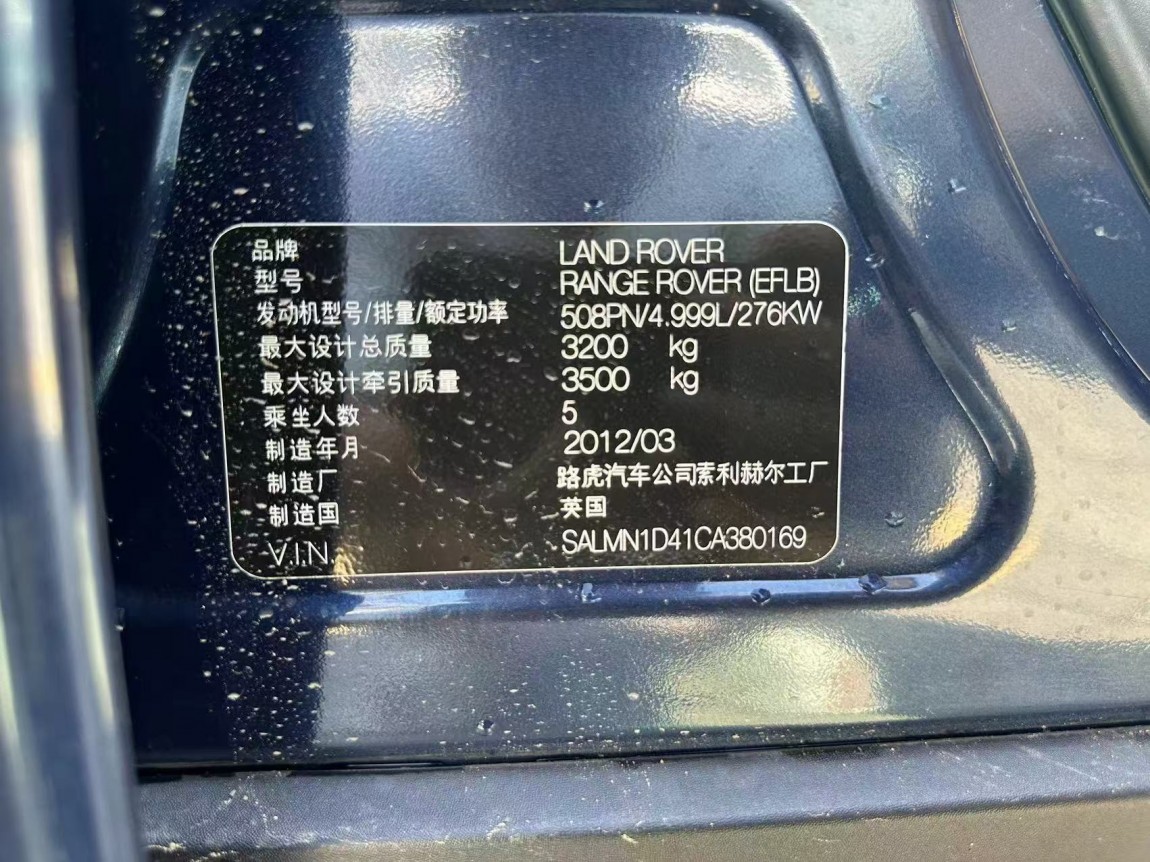 品牌 LAND ROVER
型号 RANGE ROVER (EFLB)
发动机型号/排量/额定功率 508PN/4.999L/276KW
最大设计总质量 3200 kg
最大设计牵引质量 3500 kg
乘坐人数 5
制造年月 2012/03
制造厂 路虎汽车公司索利赫尔工厂
制造国 英国
V.I.N. SALMN1D41CA380169